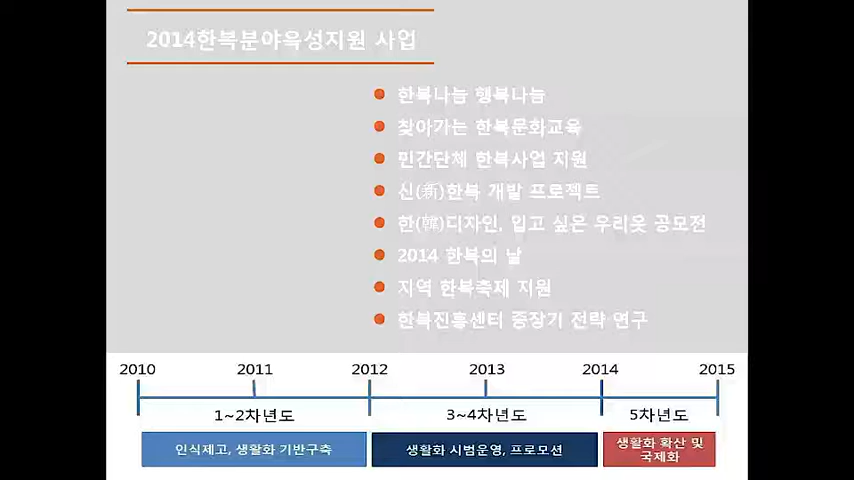 2014한복분야육성지원 사업
한복나눔 행복나눔
찾아가는 한복문화교육
민간단체 한복사업 지원
신(新)한복 개발 프로젝트
한(韓)디자인, 입고 싶은 우리옷 공모전
2014 한복의 날
지역 한복축제 지원
한복진흥센터 중장기 전략 연구
2010 2011 2012 2013 2014 2015
1~2차년도 3~4차년도 5차년도
인식제고, 생활화 기반구축 생활화 시범운영, 프로모션 생활화 확산 및
국제화